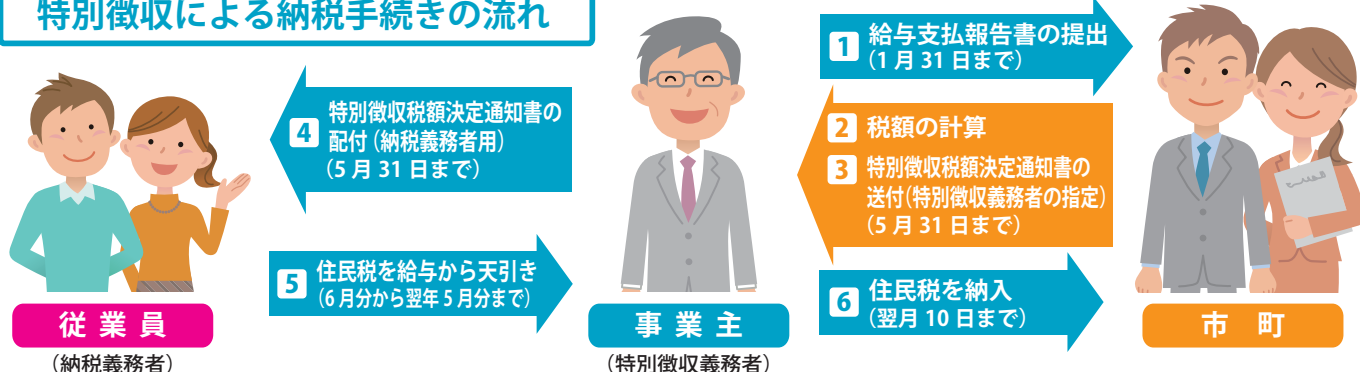 特別徴収による納税手続きの流れ
1 給与支払報告書の提出
(1月31日まで)
2 税額の計算
3 特別徴収税額決定通知書の
送付(特別徴収義務者の指定)
(5月31日まで)
4 特別徴収税額決定通知書の
配付(納税義務者用)
(5月31日まで)
5 住民税を給与から天引き
(6月分から翌年5月分まで)
6 住民税を納入
(翌月10日まで)
従業員
(納税義務者)
事業主
(特別徴収義務者)
市 町